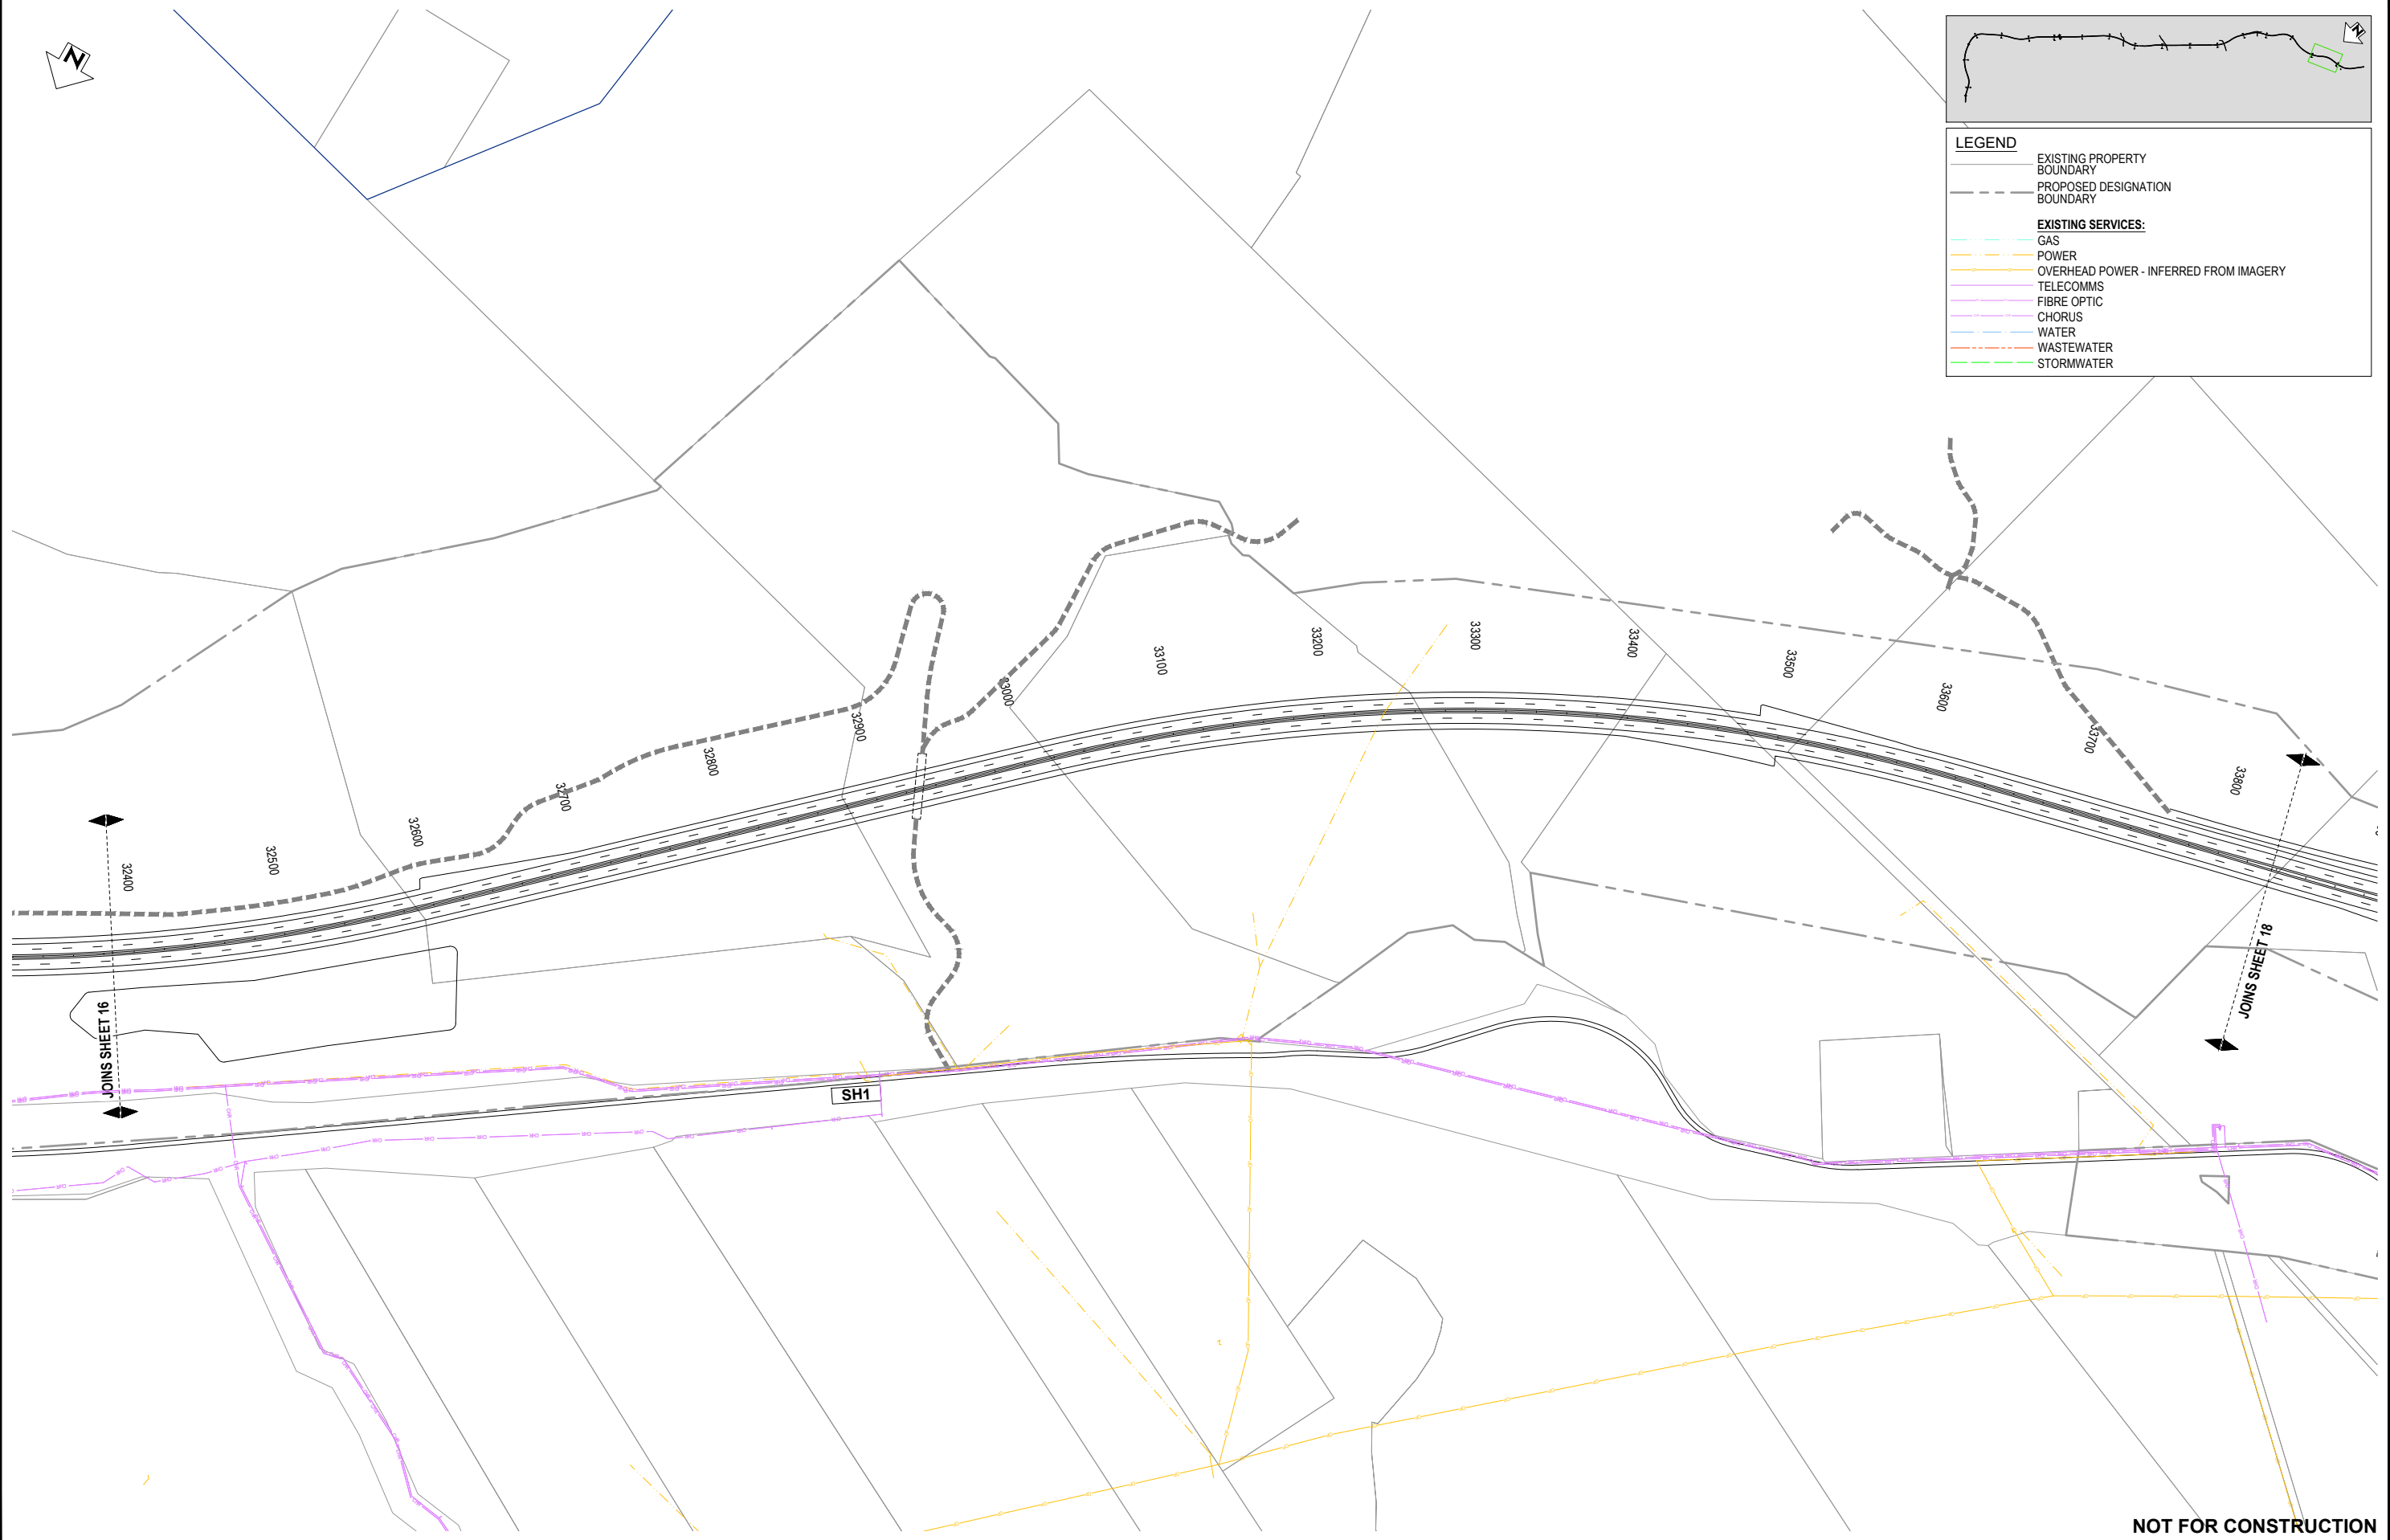 N
N
LEGEND
EXISTING PROPERTY
BOUNDARY
PROPOSED DESIGNATION
BOUNDARY
EXISTING SERVICES:
GAS
POWER
OVERHEAD POWER - INFERRED FROM IMAGERY
TELECOMMS
FIBRE OPTIC
CHORUS
WATER
WASTEWATER
STORMWATER
32400
32500
32600
32700
32800
32900
33000
33100
33200
33300
33400
33500
33600
33700
33800
JOINS SHEET 16
JOINS SHEET 18
SH1
NOT FOR CONSTRUCTION